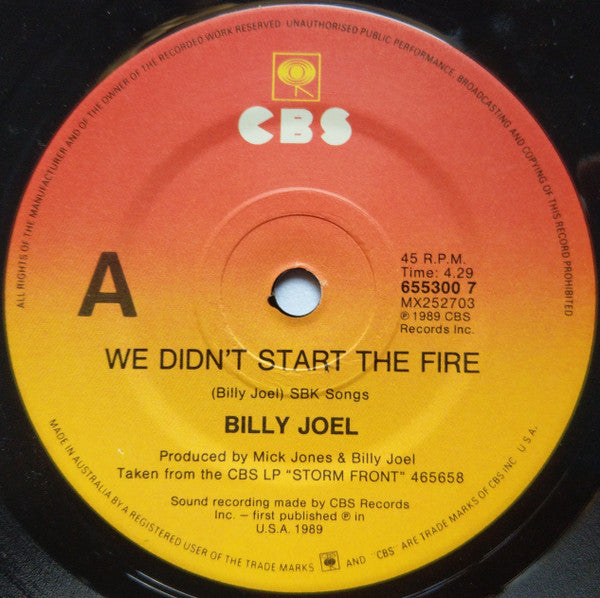 ALL RIGHTS OF THE MANUFACTURER AND OF THE OWNER OF THE RECORDED WORK RESERVED. UNAUTHORISED PUBLIC PERFORMANCE, BROADCASTING AND COPYING OF THIS RECORD PROHIBITED
CBS
A
45 R.P.M.
Time: 4.29
655300 7
MX252703
℗ 1989 CBS
Records Inc.
WE DIDN'T START THE FIRE
(Billy Joel) SBK Songs
BILLY JOEL
Produced by Mick Jones & Billy Joel
Taken from the CBS LP "STORM FRONT" 465658
Sound recording made by CBS Records
Inc. – first published ℗ in
U.S.A. 1989
MADE IN AUSTRALIA BY A REGISTERED USER OF THE TRADE MARKS AND "CBS" ARE TRADE MARKS OF CBS INC. U.S.A.